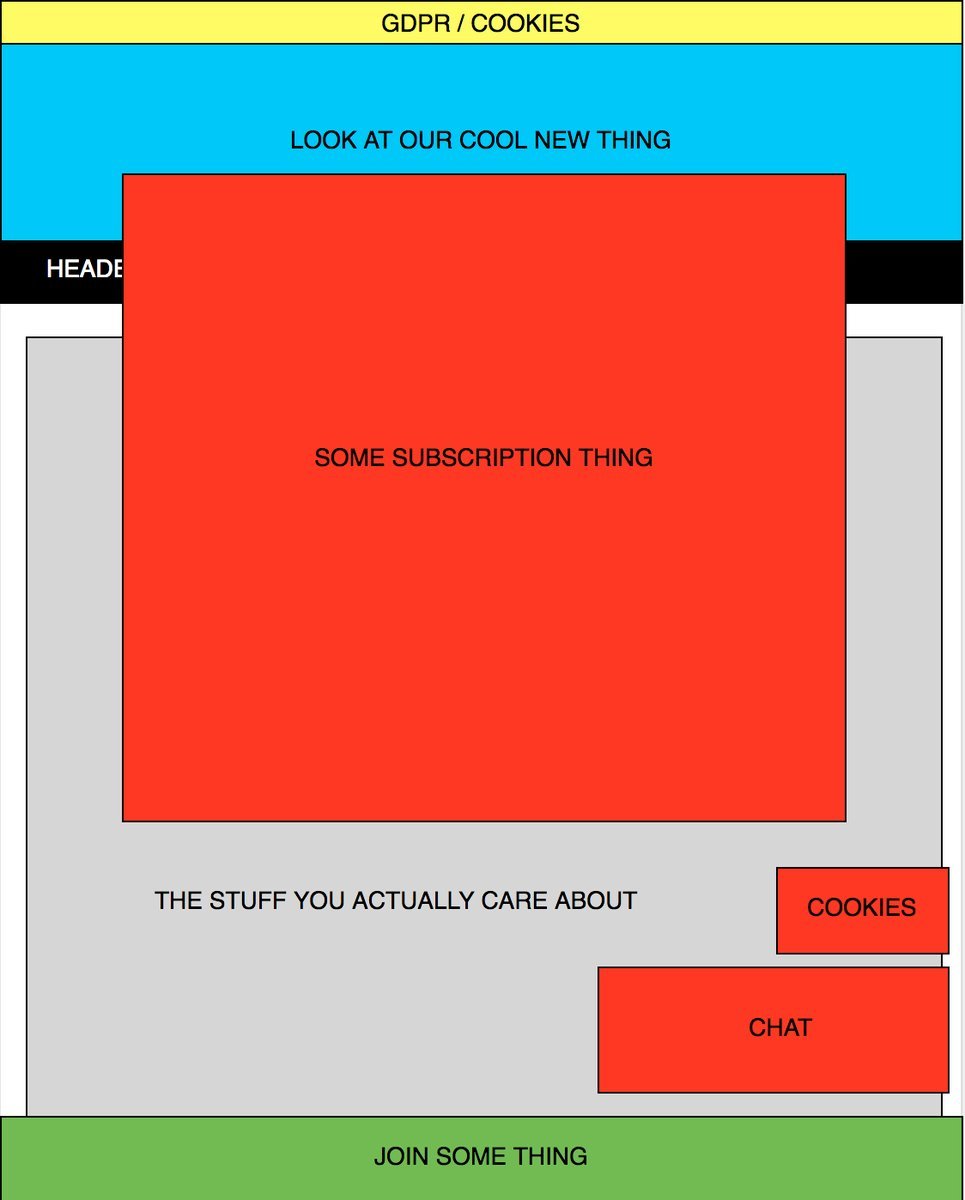 GDPR / COOKIES
LOOK AT OUR COOL NEW THING
HEADE
SOME SUBSCRIPTION THING
THE STUFF YOU ACTUALLY CARE ABOUT
COOKIES
CHAT
JOIN SOME THING